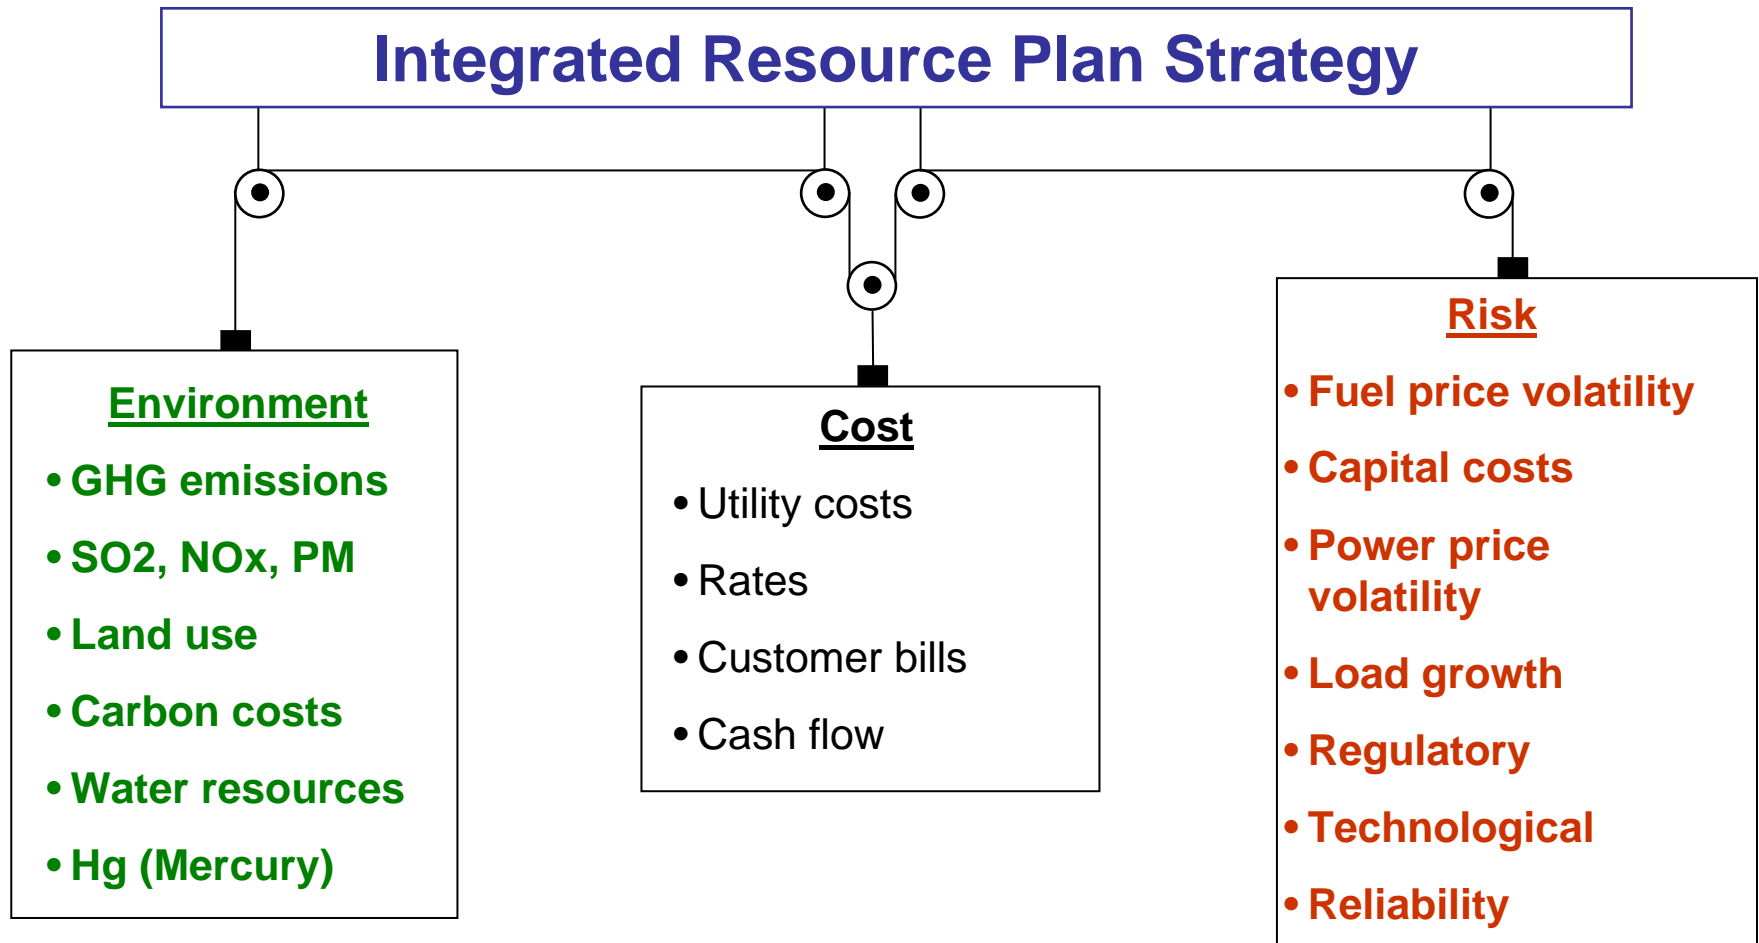 Integrated Resource Plan Strategy
Environment
• GHG emissions
• SO2, NOx, PM
• Land use
• Carbon costs
• Water resources
• Hg (Mercury)
Cost
• Utility costs
• Rates
• Customer bills
• Cash flow
Risk
• Fuel price volatility
• Capital costs
• Power price
volatility
• Load growth
• Regulatory
• Technological
• Reliability